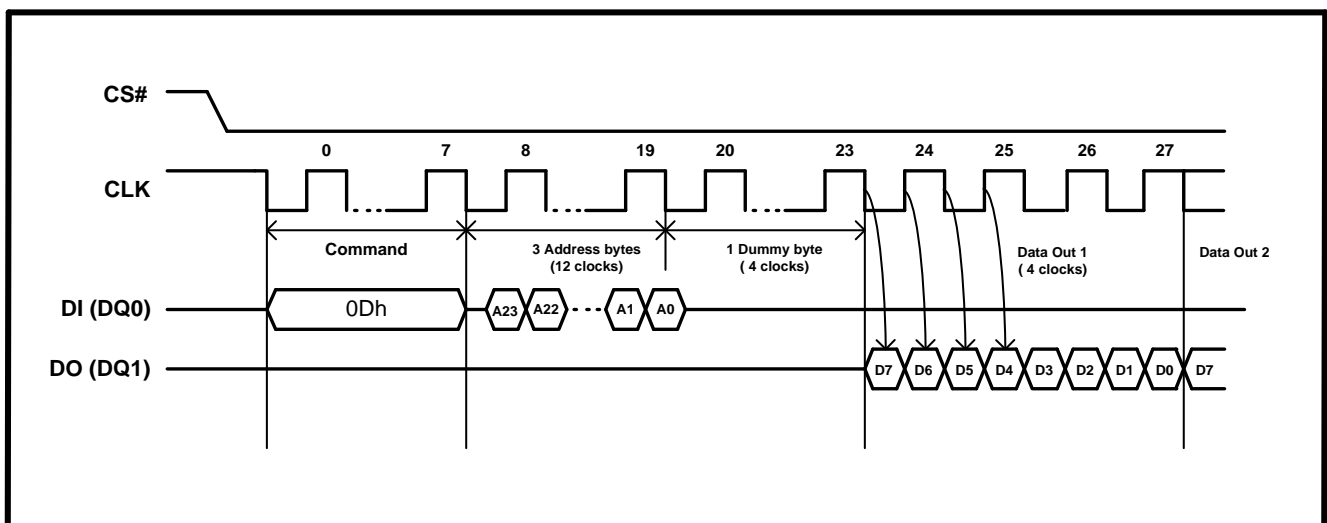 CS#
0 7 8 19 20 23 24 25 26 27
CLK
Command
3 Address bytes
(12 clocks)
1 Dummy byte
( 4 clocks)
Data Out 1
( 4 clocks)
Data Out 2
DI (DQ0)
0Dh
A23 A22 A1 A0
DO (DQ1)
D7 D6 D5 D4 D3 D2 D1 D0 D7